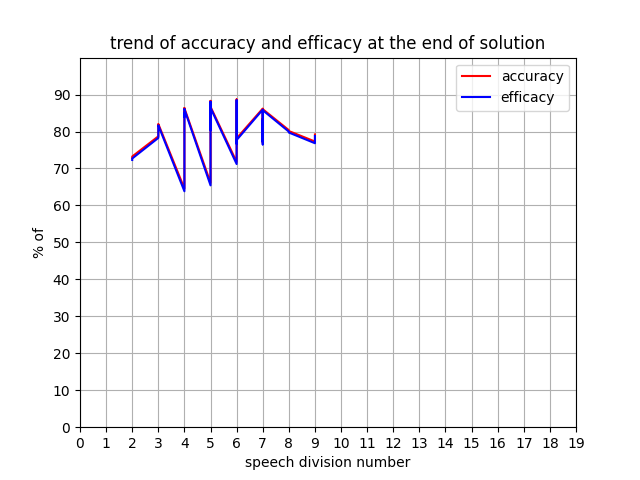 trend of accuracy and efficacy at the end of solution
accuracy
efficacy
90
80
70
60
50
40
30
20
10
0
% of
0 1 2 3 4 5 6 7 8 9 10 11 12 13 14 15 16 17 18 19
speech division number